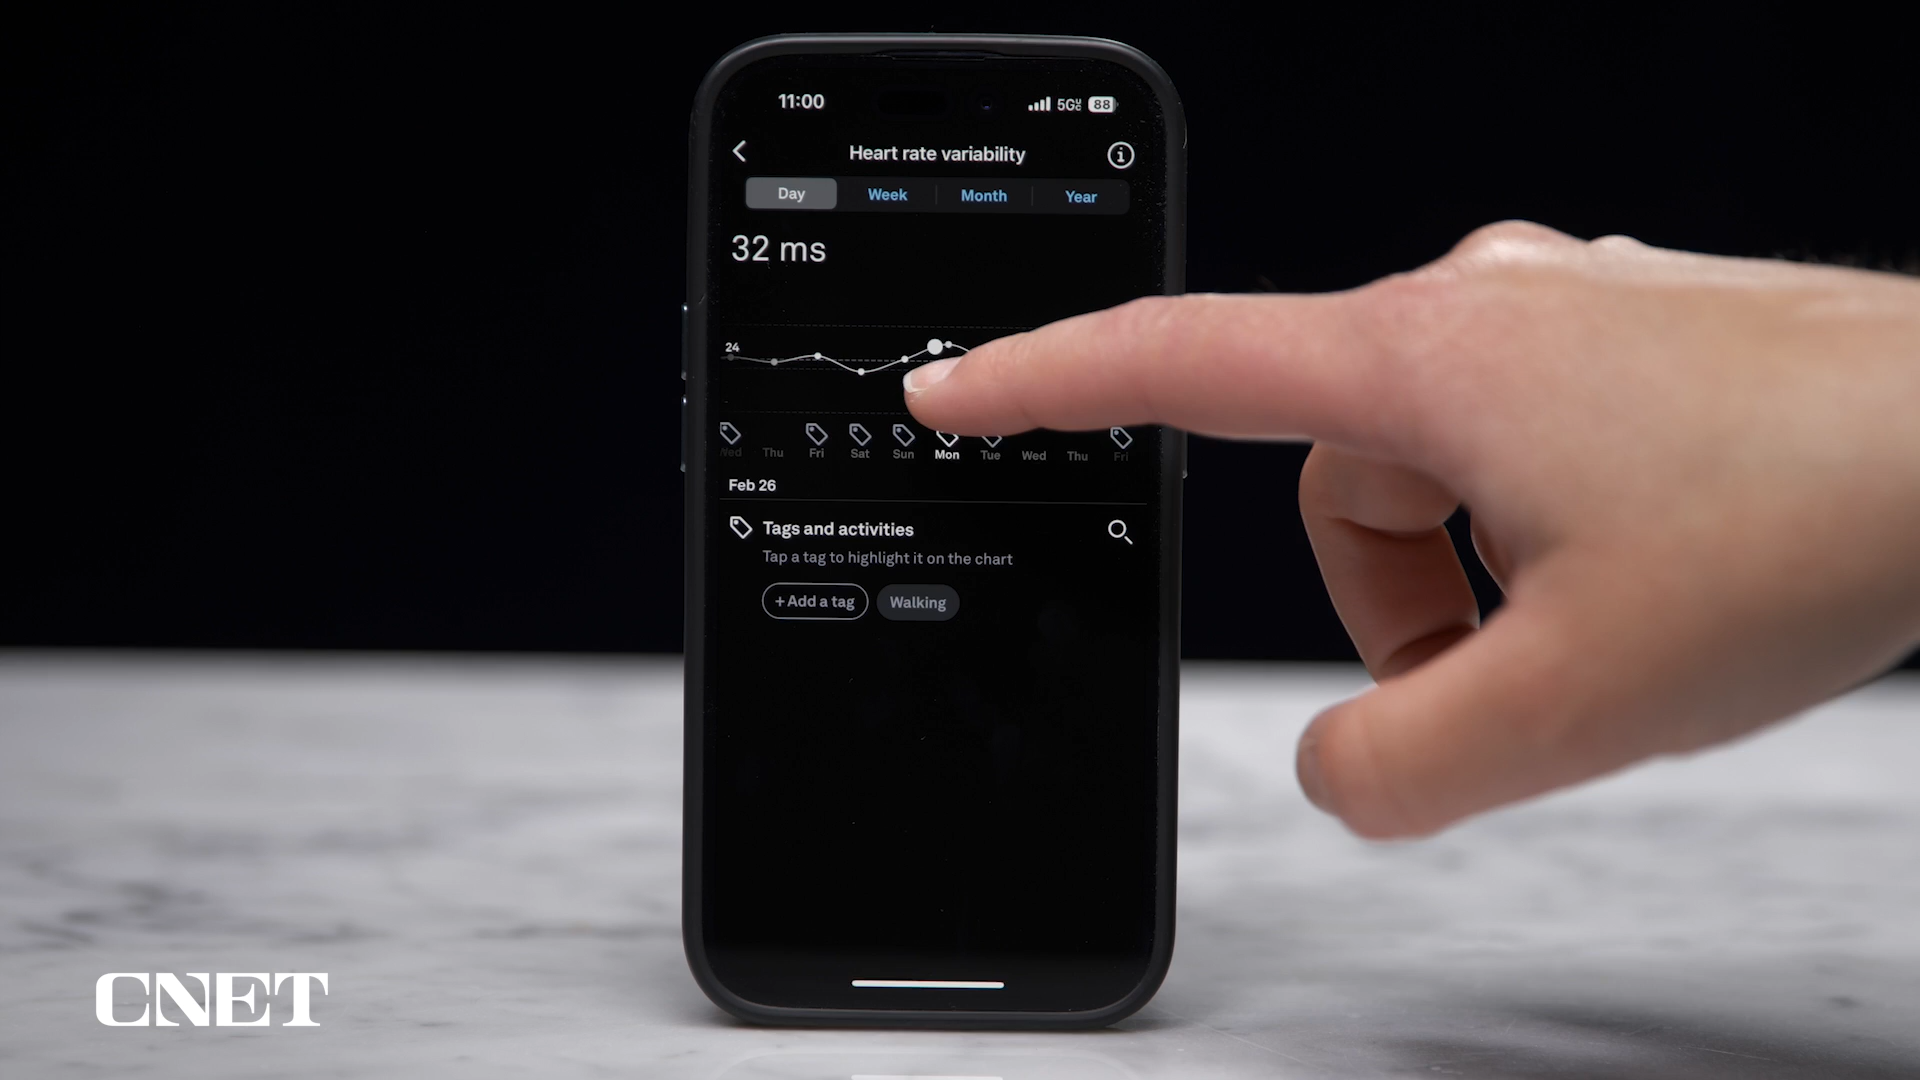 11:00 5G 88
Heart rate variability
Day Week Month Year
32 ms
24
Wed Thu Fri Sat Sun Mon Tue Wed Thu Fri
Feb 26
Tags and activities
Tap a tag to highlight it on the chart
+ Add a tag Walking
CNET